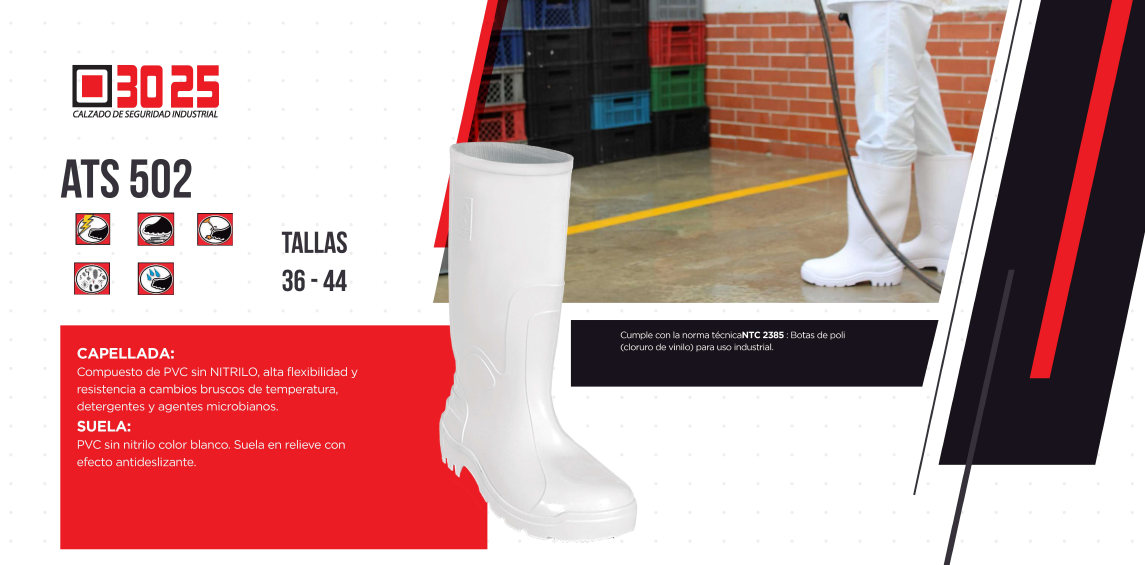 3025
CALZADO DE SEGURIDAD INDUSTRIAL
ATS 502
TALLAS
36 - 44
CAPELLADA:
Compuesto de PVC sin NITRILO, alta flexibilidad y
resistencia a cambios bruscos de temperatura,
detergentes y agentes microbianos.
SUELA:
PVC sin nitrilo color blanco. Suela en relieve con
efecto antideslizante.
Cumple con la norma técnicaNTC 2385 : Botas de poli
(cloruro de vinilo) para uso industrial.